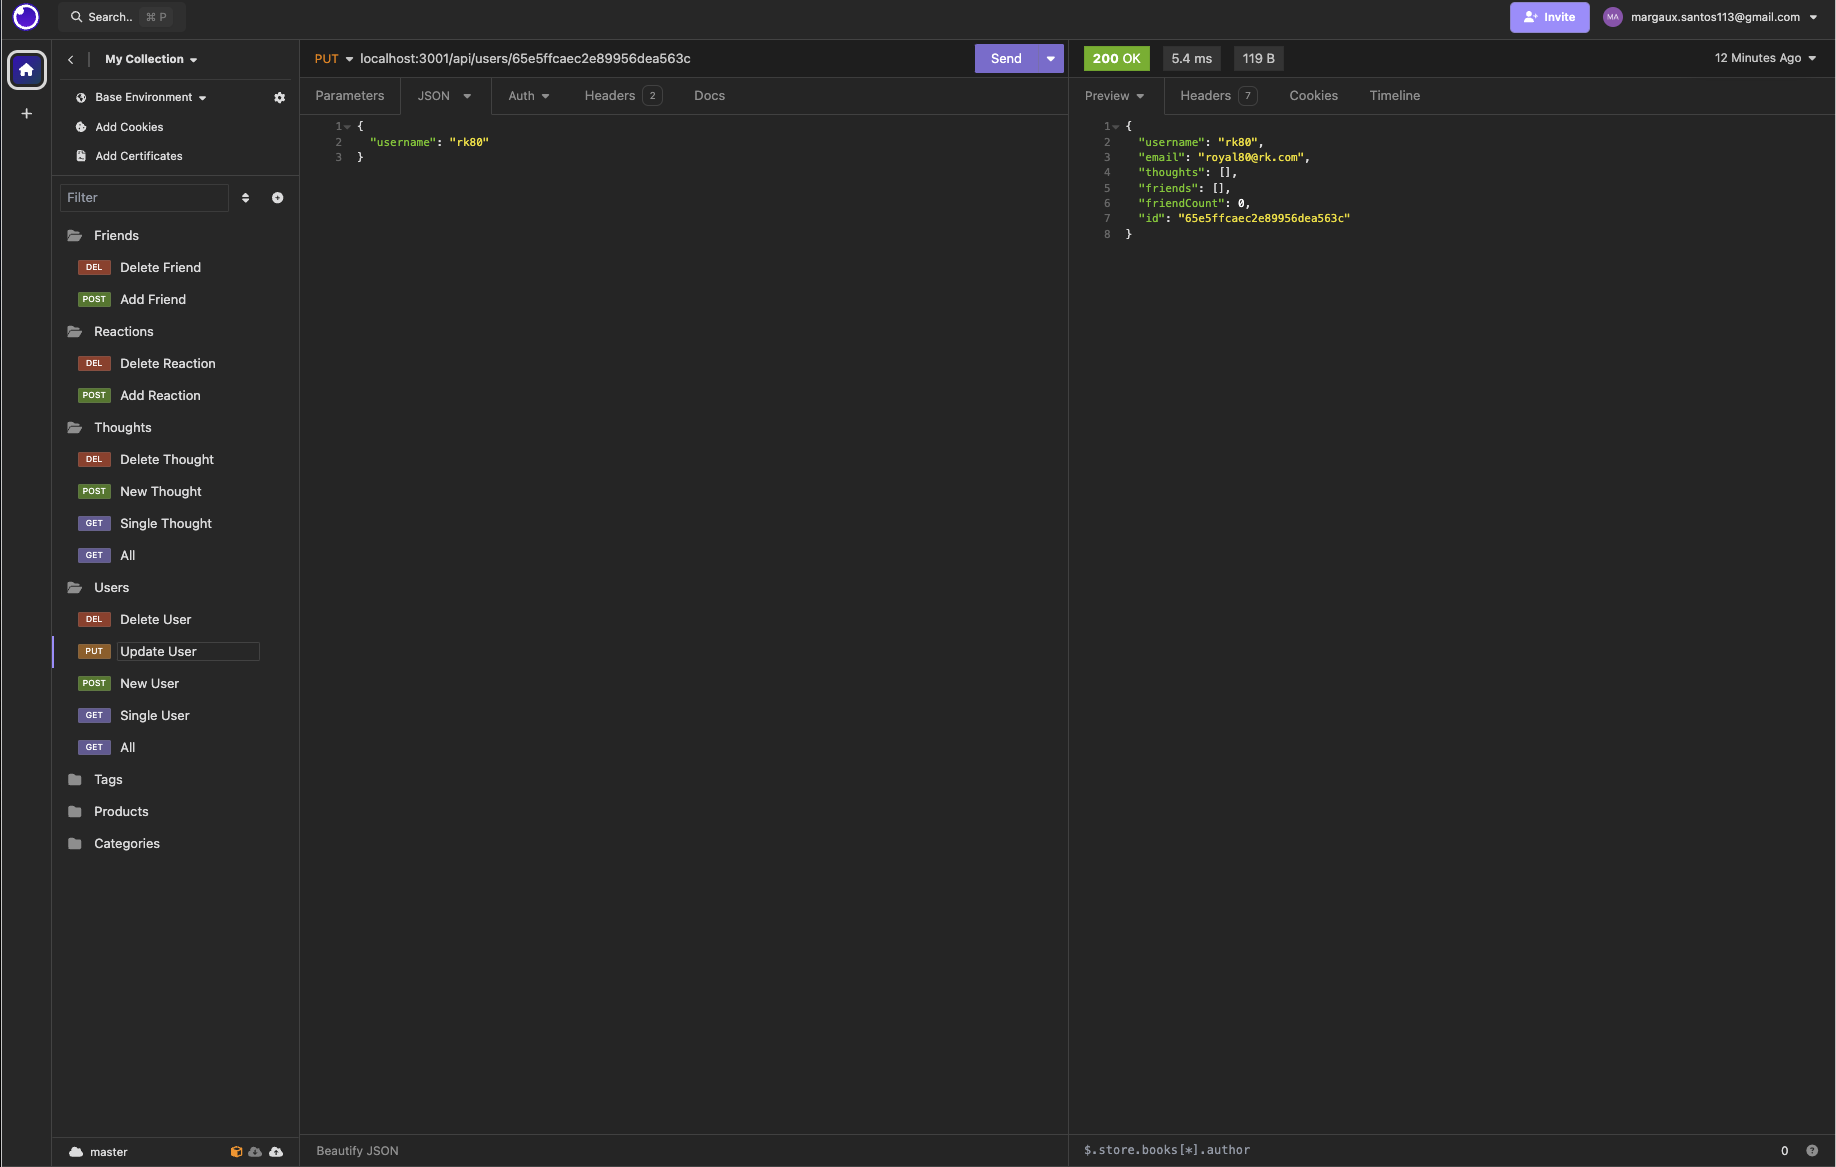 Search.. ⌘ P
Invite
MA
margaux.santos113@gmail.com
My Collection
Base Environment
Add Cookies
Add Certificates
Filter
Friends
DEL Delete Friend
POST Add Friend
Reactions
DEL Delete Reaction
POST Add Reaction
Thoughts
DEL Delete Thought
POST New Thought
GET Single Thought
GET All
Users
DEL Delete User
PUT Update User
POST New User
GET Single User
GET All
Tags
Products
Categories
master
PUT localhost:3001/api/users/65e5ffcaec2e89956dea563c Send
Parameters JSON Auth Headers 2 Docs
1 {
2 "username": "rk80"
3 }
Beautify JSON
200 OK 5.4 ms 119 B 12 Minutes Ago
Preview Headers 7 Cookies Timeline
1 {
2 "username": "rk80",
3 "email": "royal80@rk.com",
4 "thoughts": [],
5 "friends": [],
6 "friendCount": 0,
7 "id": "65e5ffcaec2e89956dea563c"
8 }
$.store.books[*].author 0 ?